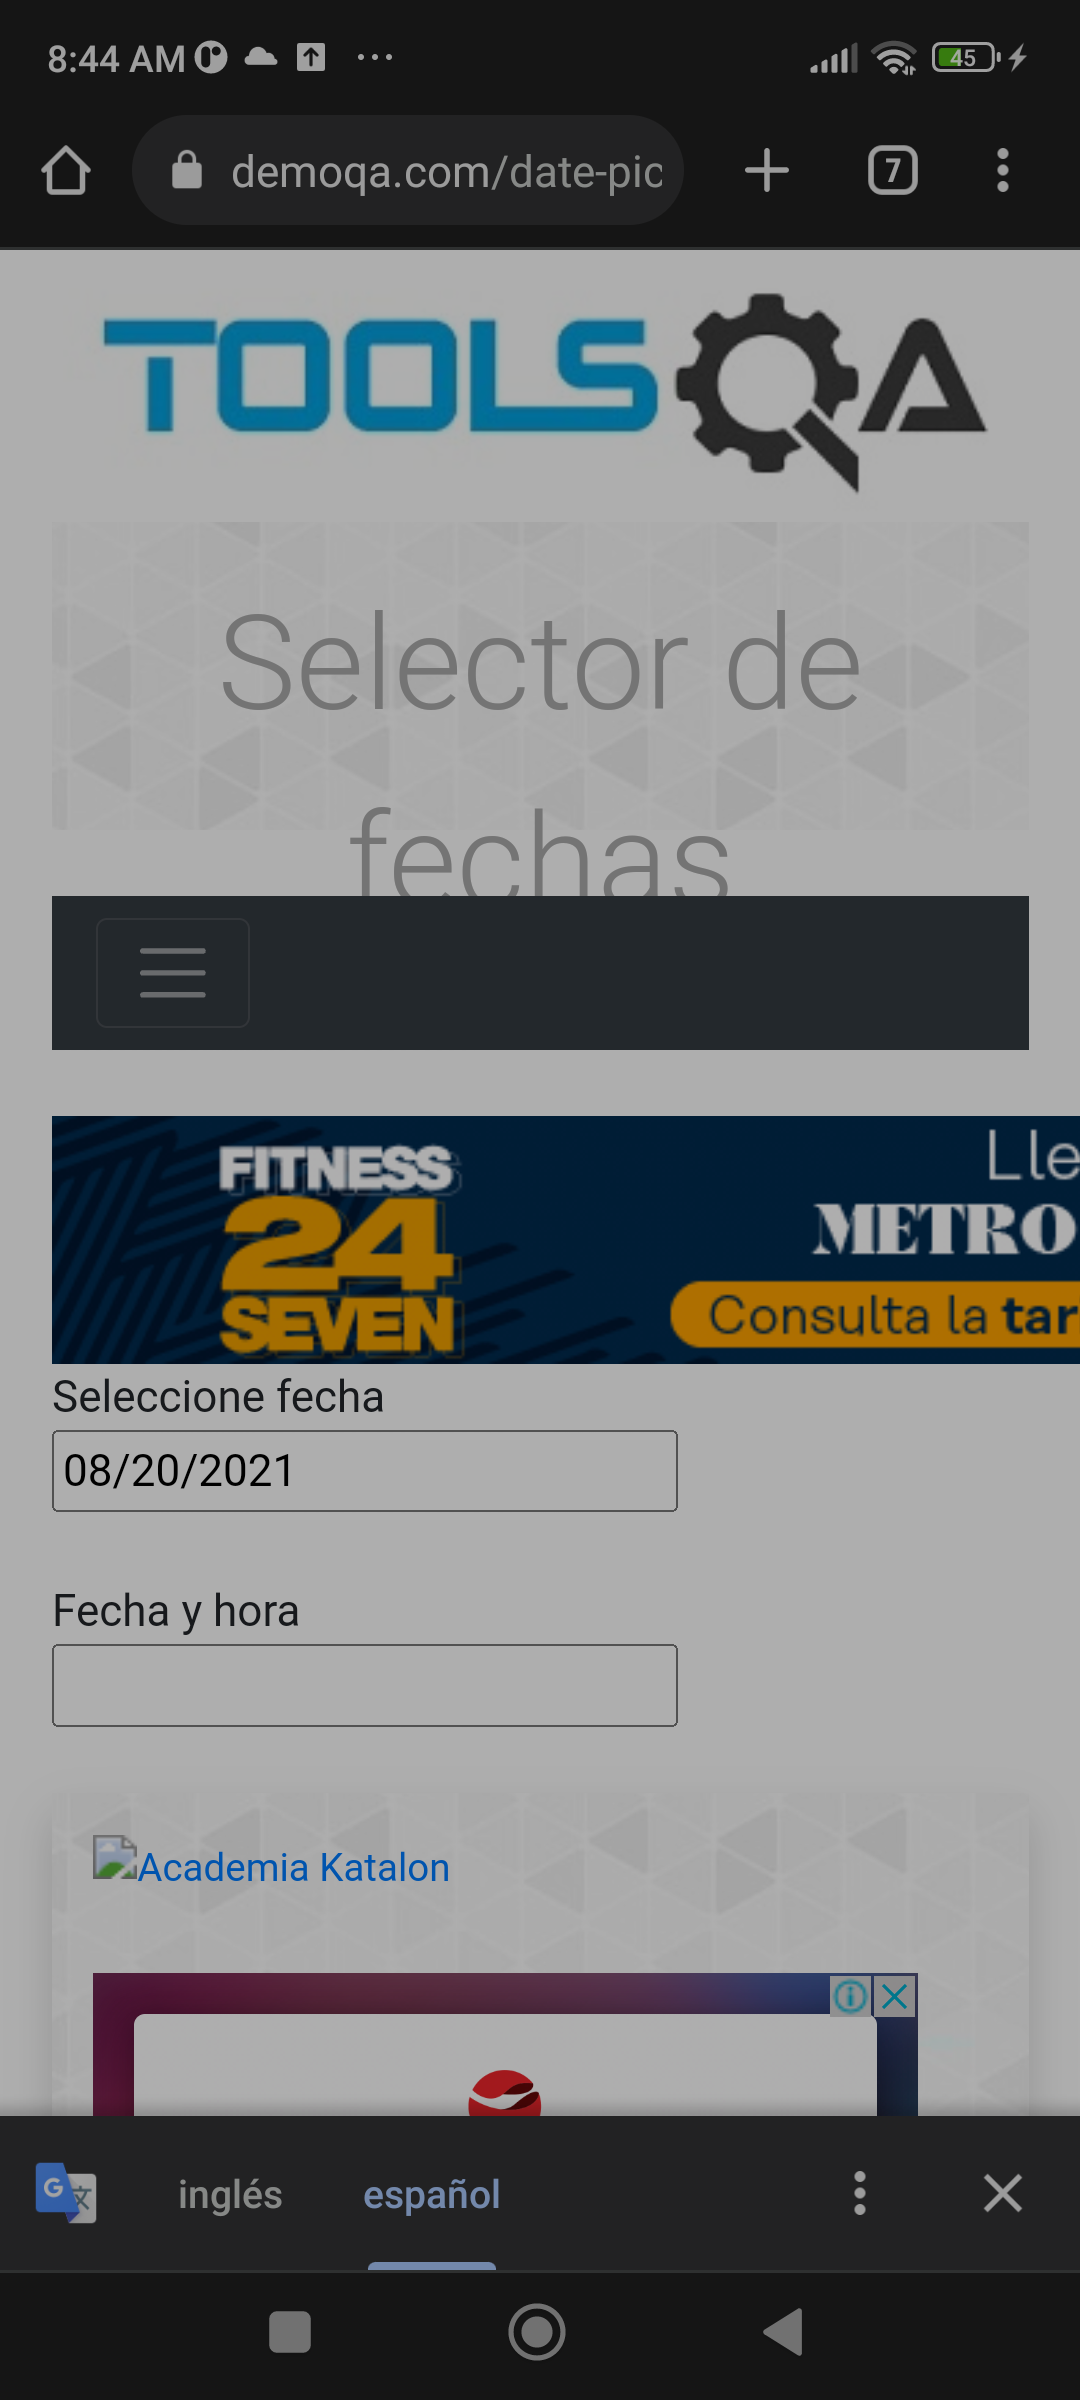 8:44 AM
45
demoqa.com/date-pic
7
TOOLSQA
Selector de
fechas
FITNESS
24
SEVEN
Lle
METRO
Consulta la tar
Seleccione fecha
08/20/2021
Fecha y hora
Academia Katalon
inglés
español